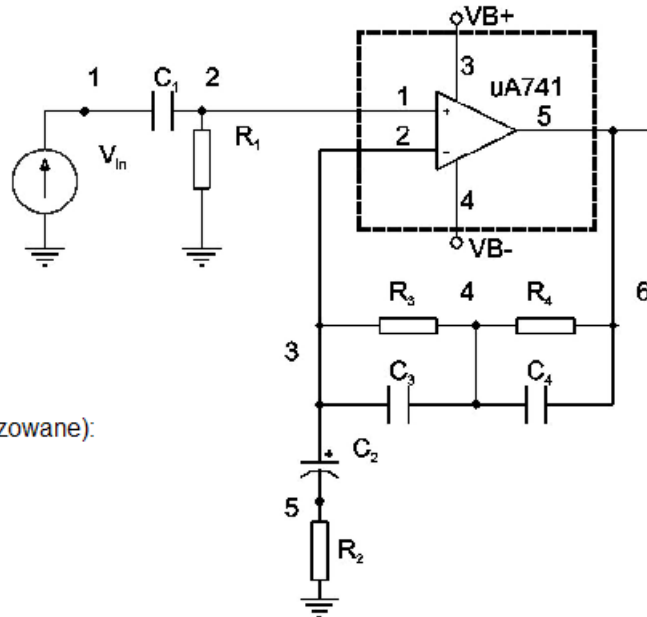 VB+
1 C₁ 2 3 uA741
1 + 5
R₁ 2 -
V_In
4
VB-
R₃ 4 R₄ 6
3
C₃ C₄
zowane):
+ C₂
5
R₂